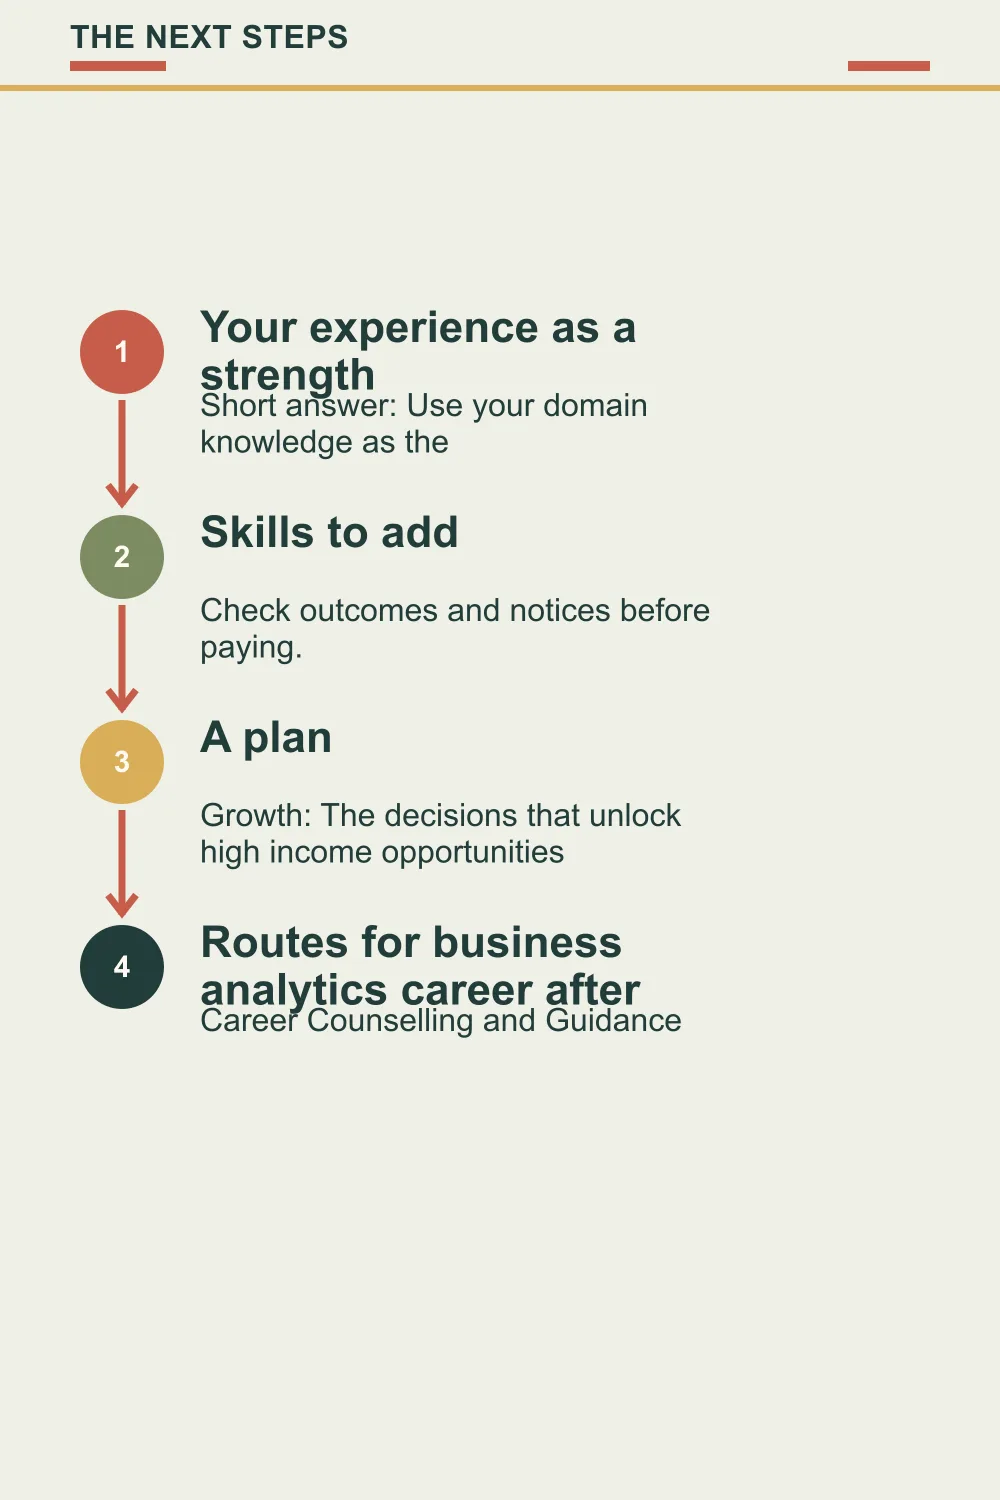 THE NEXT STEPS
1
Your experience as a
strength
Short answer: Use your domain
knowledge as the
2
Skills to add
Check outcomes and notices before
paying.
3
A plan
Growth: The decisions that unlock
high income opportunities
4
Routes for business
analytics career after
Career Counselling and Guidance